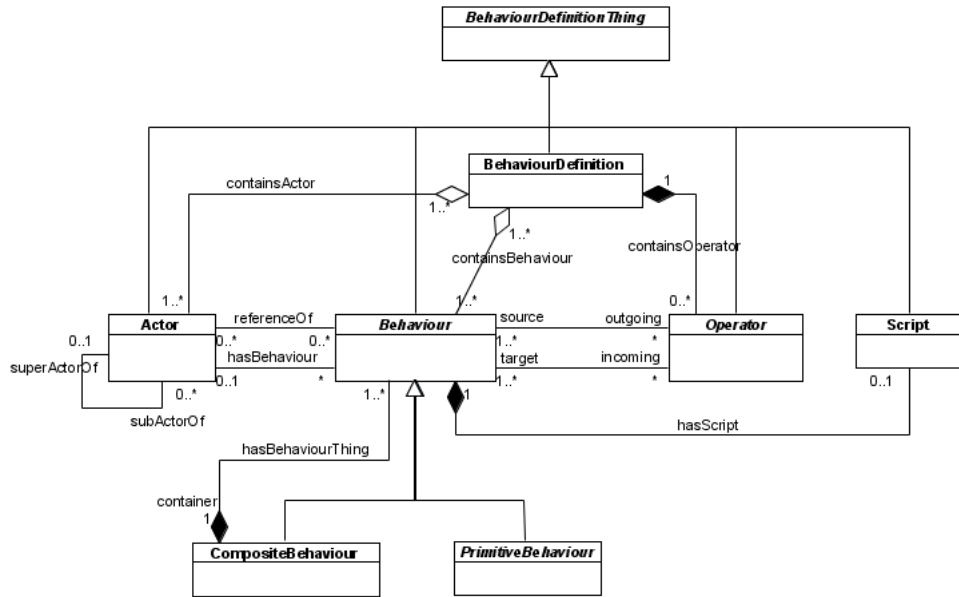 BehaviourDefinitionThing
BehaviourDefinition
containsActor
1..*
1
1..*
containsOperator
containsBehaviour
1..*
1..*
0..*
Actor
referenceOf
Behaviour
source
outgoing
Operator
Script
0..1
0..*
0..*
1..*
superActorOf
hasBehaviour
target
incoming
0..1
*
1..*
*
0..1
0..*
1..*
1
subActorOf
hasScript
hasBehaviourThing
container
1
CompositeBehaviour
PrimitiveBehaviour